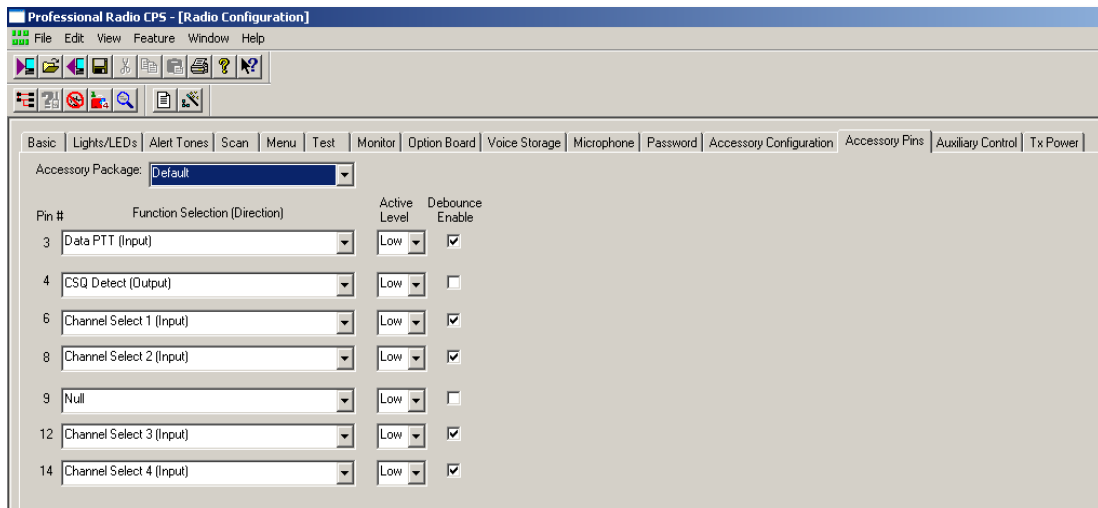 Professional Radio CPS - [Radio Configuration]
File Edit View Feature Window Help
Basic Lights/LEDs Alert Tones Scan Menu Test Monitor Option Board Voice Storage Microphone Password Accessory Configuration Accessory Pins Auxiliary Control Tx Power
Accessory Package: Default
Pin # Function Selection (Direction) Active Level Debounce Enable
3 Data PTT (Input) Low
4 CSQ Detect (Output) Low
6 Channel Select 1 (Input) Low
8 Channel Select 2 (Input) Low
9 Null Low
12 Channel Select 3 (Input) Low
14 Channel Select 4 (Input) Low